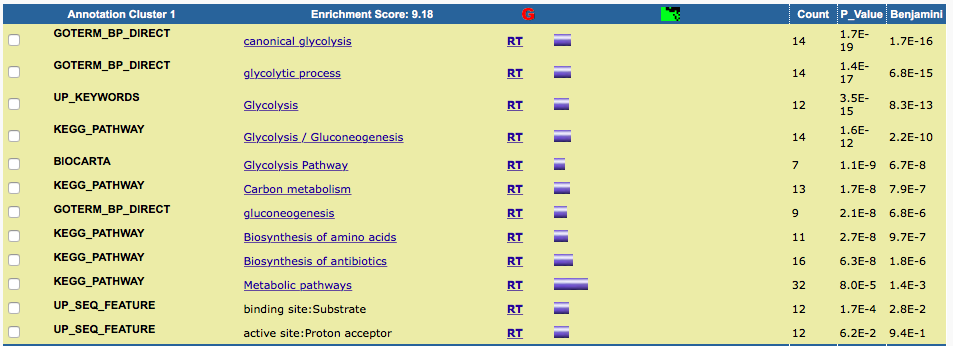 Annotation Cluster 1 Enrichment Score: 9.18 G Count P_Value Benjamini
GOTERM_BP_DIRECT canonical glycolysis RT 14 1.7E-19 1.7E-16
GOTERM_BP_DIRECT glycolytic process RT 14 1.4E-17 6.8E-15
UP_KEYWORDS Glycolysis RT 12 3.5E-15 8.3E-13
KEGG_PATHWAY Glycolysis / Gluconeogenesis RT 14 1.6E-12 2.2E-10
BIOCARTA Glycolysis Pathway RT 7 1.1E-9 6.7E-8
KEGG_PATHWAY Carbon metabolism RT 13 1.7E-8 7.9E-7
GOTERM_BP_DIRECT gluconeogenesis RT 9 2.1E-8 6.8E-6
KEGG_PATHWAY Biosynthesis of amino acids RT 11 2.7E-8 9.7E-7
KEGG_PATHWAY Biosynthesis of antibiotics RT 16 6.3E-8 1.8E-6
KEGG_PATHWAY Metabolic pathways RT 32 8.0E-5 1.4E-3
UP_SEQ_FEATURE binding site:Substrate RT 12 1.7E-4 2.8E-2
UP_SEQ_FEATURE active site:Proton acceptor RT 12 6.2E-2 9.4E-1